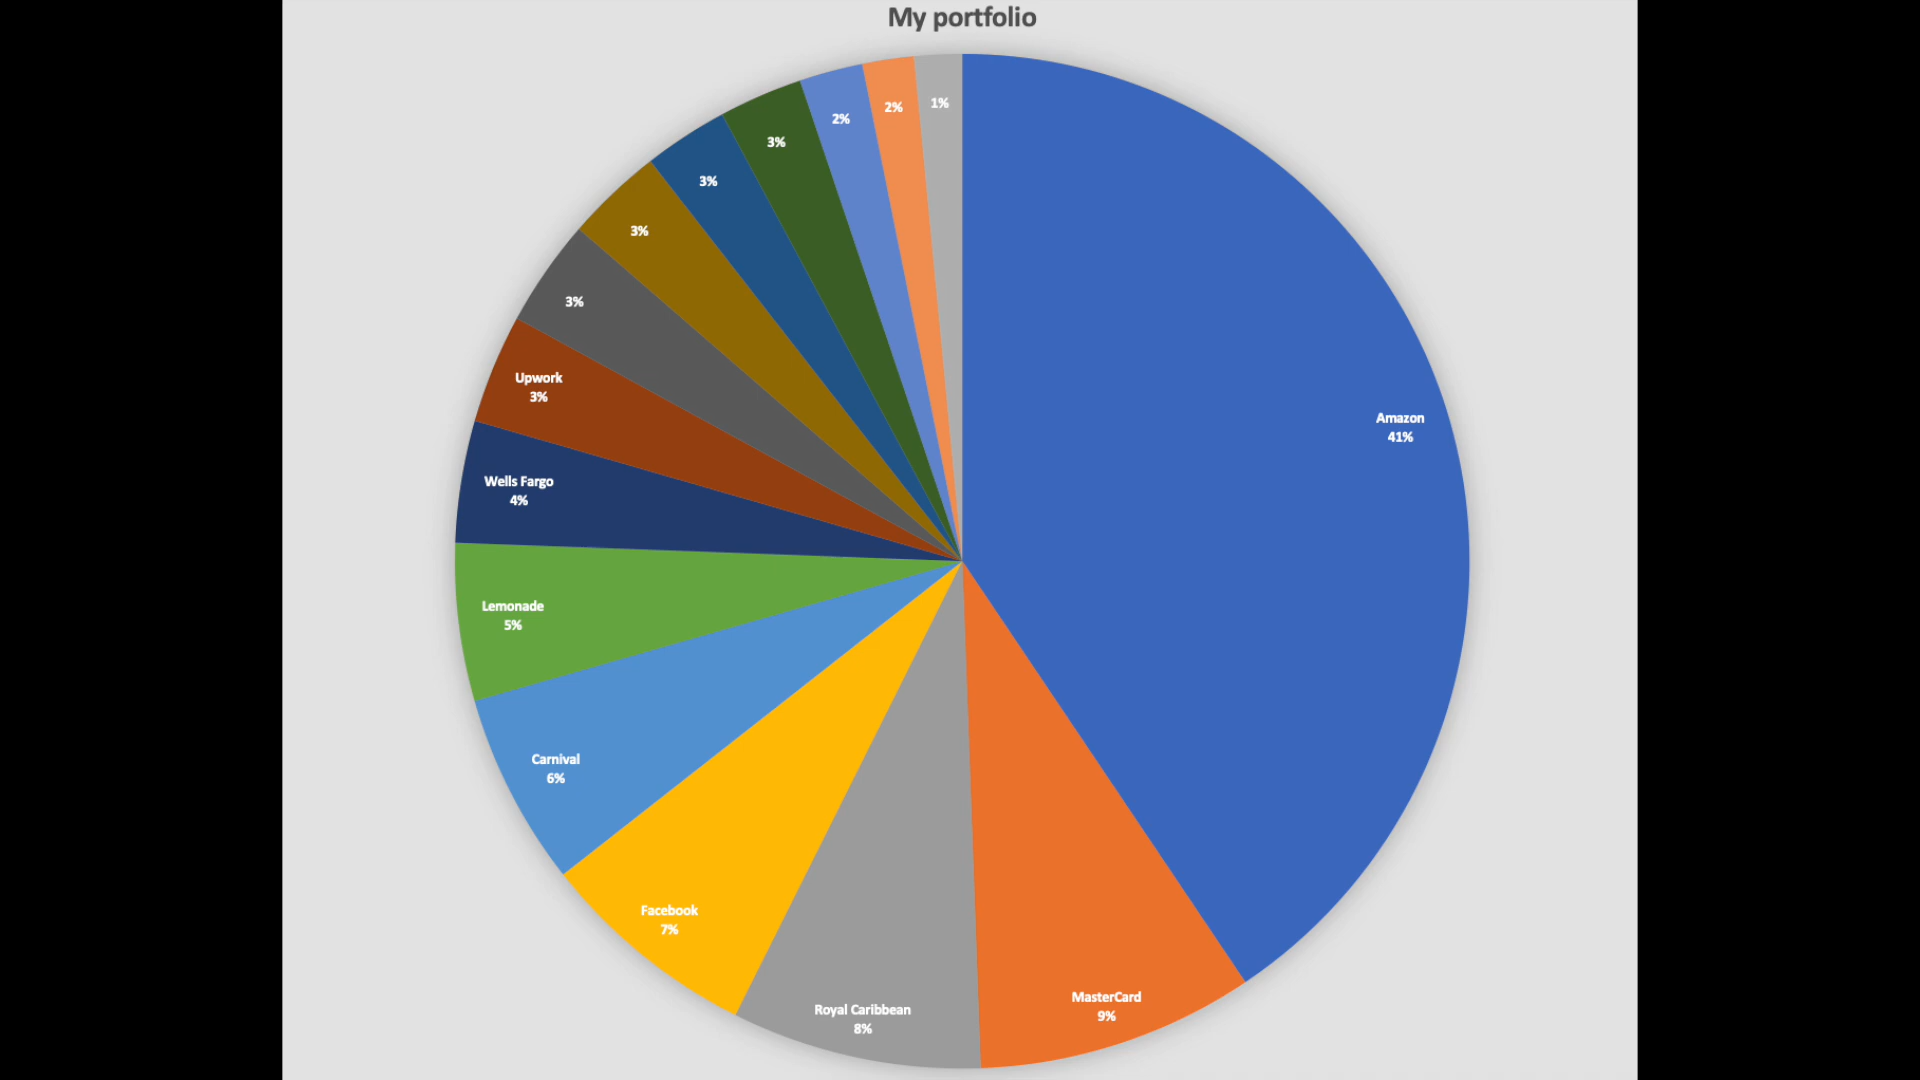 My portfolio
1%
2%
2%
3%
3%
3%
3%
Upwork
3%
Wells Fargo
4%
Lemonade
5%
Carnival
6%
Facebook
7%
Royal Caribbean
8%
MasterCard
9%
Amazon
41%